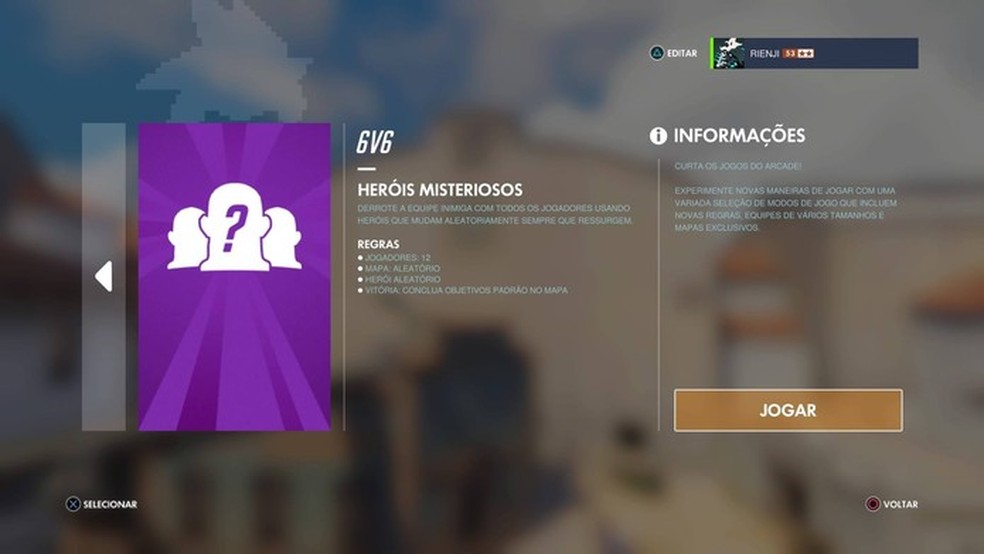 EDITAR
RIENJI 53
6V6
HERÓIS MISTERIOSOS
DERROTE A EQUIPE INIMIGA COM TODOS OS JOGADORES USANDO
HERÓIS QUE MUDAM ALEATORIAMENTE SEMPRE QUE RESSURGEM.
REGRAS
JOGADORES: 12
MAPA: ALEATÓRIO
HERÓI ALEATÓRIO
VITÓRIA: CONCLUA OBJETIVOS PADRÃO NO MAPA
?
INFORMAÇÕES
CURTA OS JOGOS DO ARCADE!
EXPERIMENTE NOVAS MANEIRAS DE JOGAR COM UMA
VARIADA SELEÇÃO DE MODOS DE JOGO QUE INCLUEM
NOVAS REGRAS, EQUIPES DE VÁRIOS TAMANHOS E
MAPAS EXCLUSIVOS.
JOGAR
SELECIONAR
VOLTAR